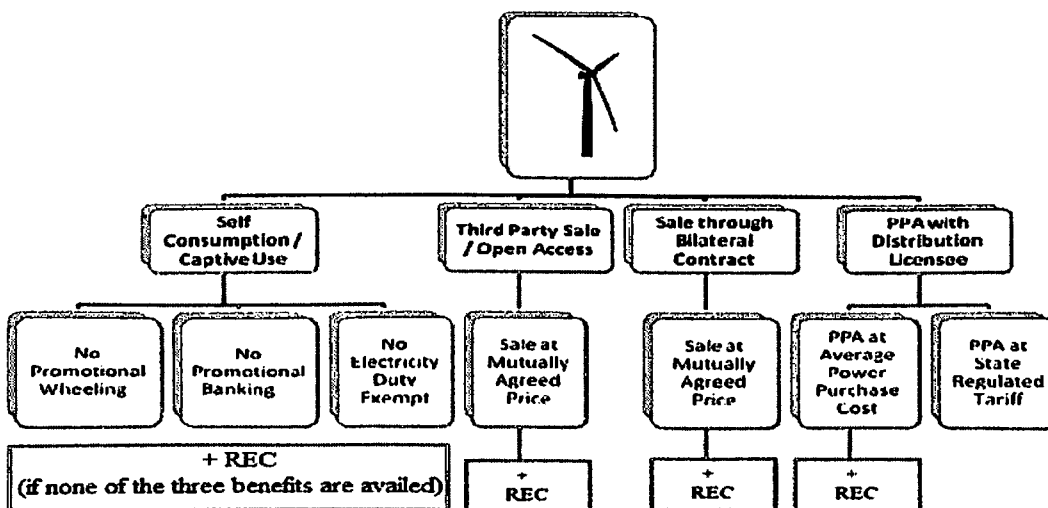 Self
Consumption /
Captive Use
Third Party Sale
/ Open Access
Sale through
Bilateral
Contract
PPA with
Distribution
Licensee
No
Promotional
Wheeling
No
Promotional
Banking
No
Electricity
Duty
Exempt
Sale at
Mutually
Agreed
Price
Sale at
Mutually
Agreed
Price
PPA at
Average
Power
Purchase
Cost
PPA at
State
Regulated
Tariff
+ REC
(if none of the three benefits are availed)
+
REC
+
REC
+
REC